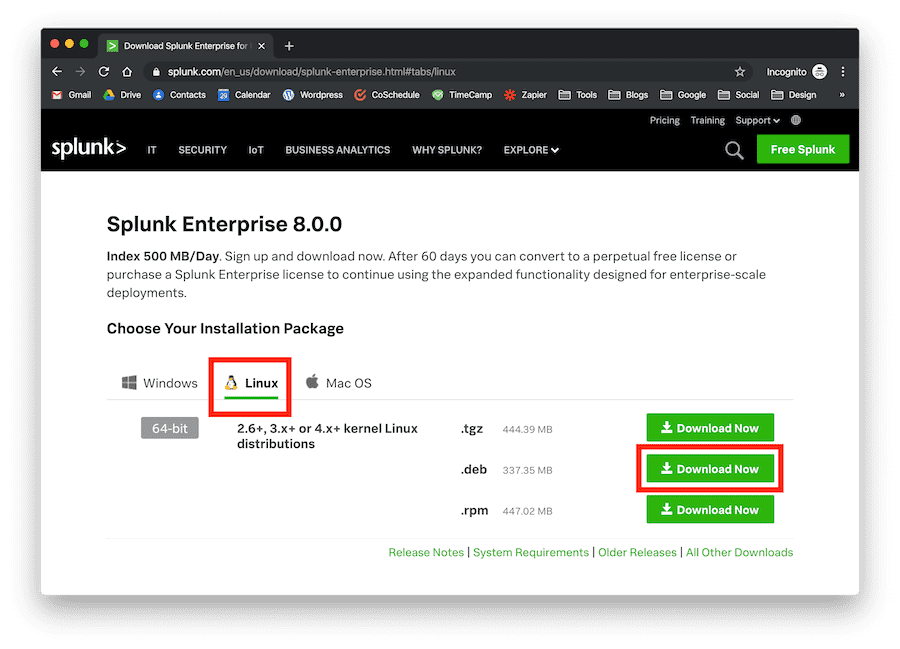 Download Splunk Enterprise for
splunk.com/en_us/download/splunk-enterprise.html#tabs/linux
Incognito
Gmail Drive Contacts Calendar Wordpress CoSchedule TimeCamp Zapier Tools Blogs Google Social Design »
Pricing Training Support
splunk> IT SECURITY IoT BUSINESS ANALYTICS WHY SPLUNK? EXPLORE Free Splunk
Splunk Enterprise 8.0.0
Index 500 MB/Day. Sign up and download now. After 60 days you can convert to a perpetual free license or
purchase a Splunk Enterprise license to continue using the expanded functionality designed for enterprise-scale
deployments.
Choose Your Installation Package
Windows Linux Mac OS
64-bit 2.6+, 3.x+ or 4.x+ kernel Linux .tgz 444.39 MB Download Now
distributions
.deb 337.35 MB Download Now
.rpm 447.02 MB Download Now
Release Notes | System Requirements | Older Releases | All Other Downloads